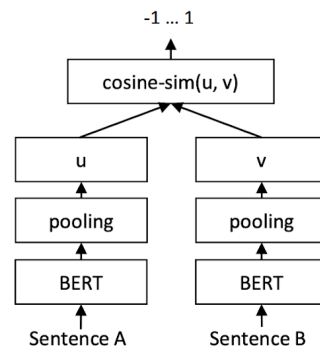 -1 … 1
cosine-sim(u, v)
u
v
pooling
pooling
BERT
BERT
Sentence A
Sentence B